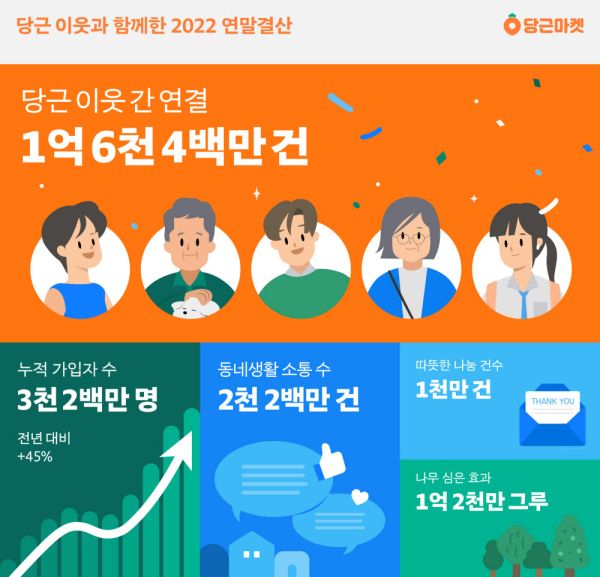 당근 이웃과 함께한 2022 연말결산
당근마켓
당근 이웃 간 연결
1억 6천 4백만 건
누적 가입자 수
3천 2백만 명
전년 대비
+45%
동네생활 소통 수
2천 2백만 건
따뜻한 나눔 건수
1천만 건
THANK YOU
나무 심은 효과
1억 2천만 그루